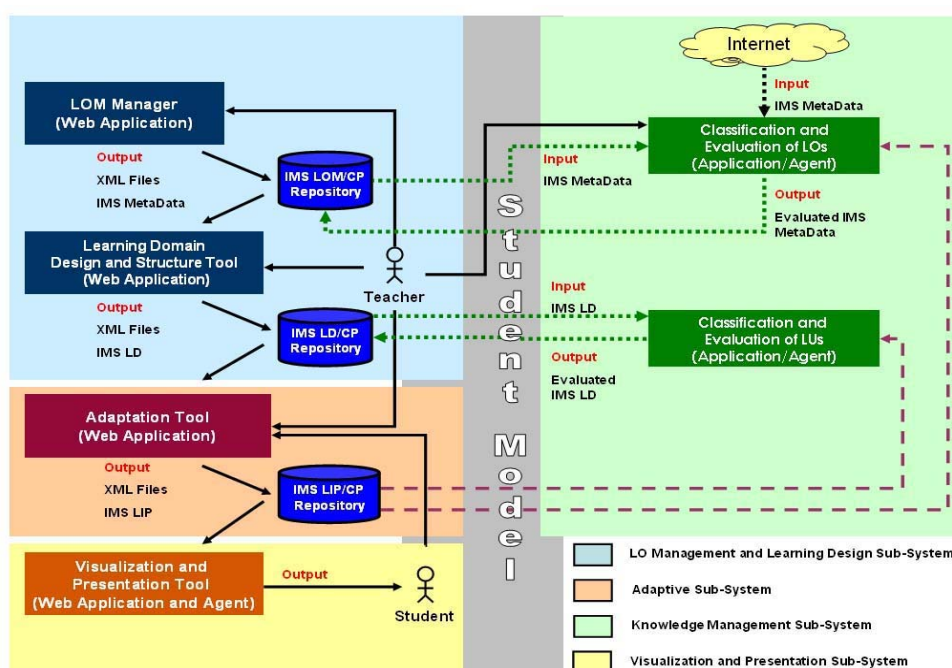 Internet
Input
IMS MetaData
LOM Manager
(Web Application)
Classification and
Evaluation of LOs
(Application/Agent)
Output
XML Files
IMS MetaData
IMS LOM/CP
Repository
Input
IMS MetaData
Output
Evaluated IMS
MetaData
Learning Domain
Design and Structure Tool
(Web Application)
Teacher
Student Model
Output
XML Files
IMS LD
IMS LD/CP
Repository
Input
IMS LD
Output
Evaluated
IMS LD
Classification and
Evaluation of LUs
(Application/Agent)
Adaptation Tool
(Web Application)
Output
XML Files
IMS LIP
IMS LIP/CP
Repository
Visualization and
Presentation Tool
(Web Application and Agent)
Output
Student
LO Management and Learning Design Sub-System
Adaptive Sub-System
Knowledge Management Sub-System
Visualization and Presentation Sub-System